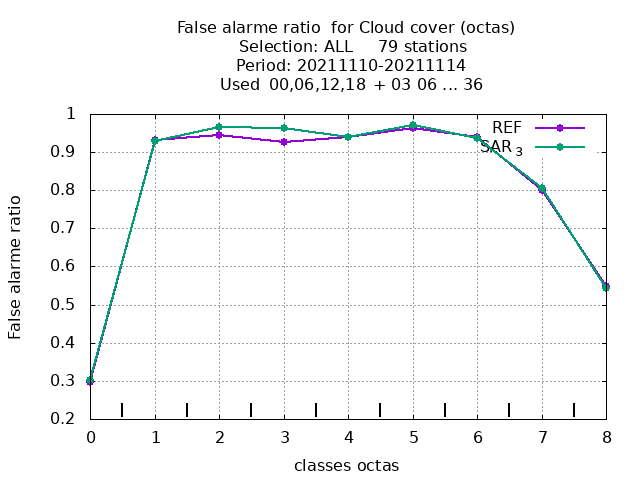 False alarme ratio  for Cloud cover (octas)
Selection: ALL     79 stations
Period: 20211110-20211114
Used  00,06,12,18  + 03 06 ... 36
REF
SAR 3
1
0.9
0.8
0.7
0.6
0.5
0.4
0.3
0.2
False alarme ratio
0 1 2 3 4 5 6 7 8
classes octas